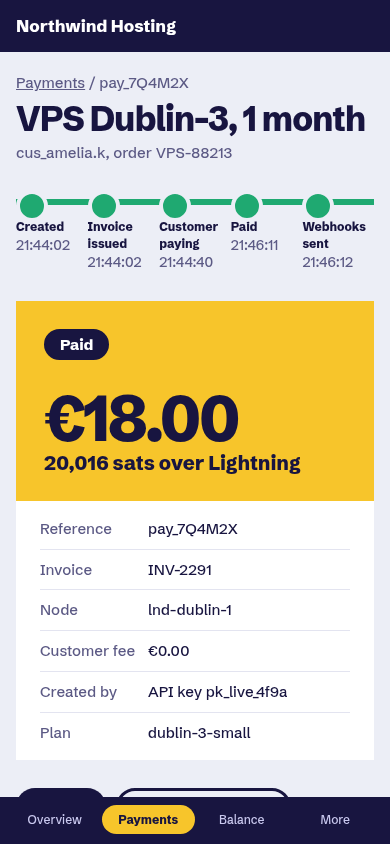 Northwind Hosting
Payments / pay_7Q4M2X
VPS Dublin-3, 1 month
cus_amelia.k, order VPS-88213
Created
21:44:02
Invoice
issued
21:44:02
Customer
paying
21:44:40
Paid
21:46:11
Webhooks
sent
21:46:12
Paid
€18.00
20,016 sats over Lightning
Reference pay_7Q4M2X
Invoice INV-2291
Node lnd-dublin-1
Customer fee €0.00
Created by API key pk_live_4f9a
Plan dublin-3-small
Overview Payments Balance More